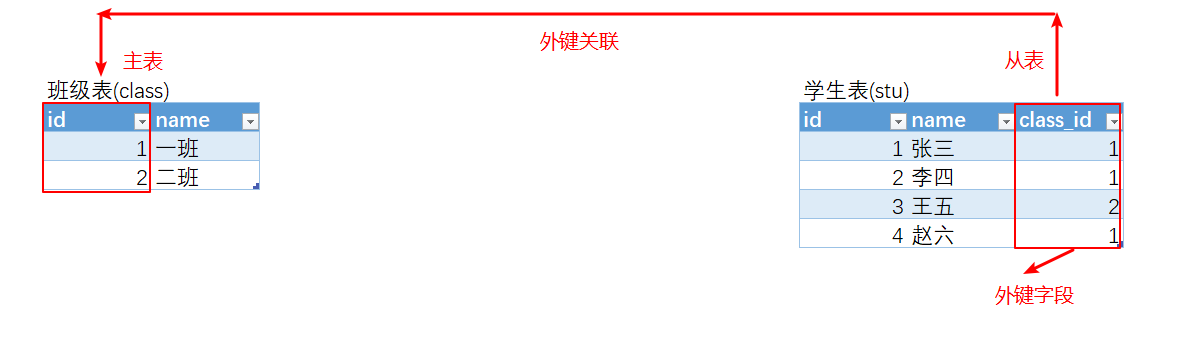 外键关联
主表
从表
班级表(class)
id name
1 一班
2 二班
学生表(stu)
id name class_id
1 张三 1
2 李四 1
3 王五 2
4 赵六 1
外键字段